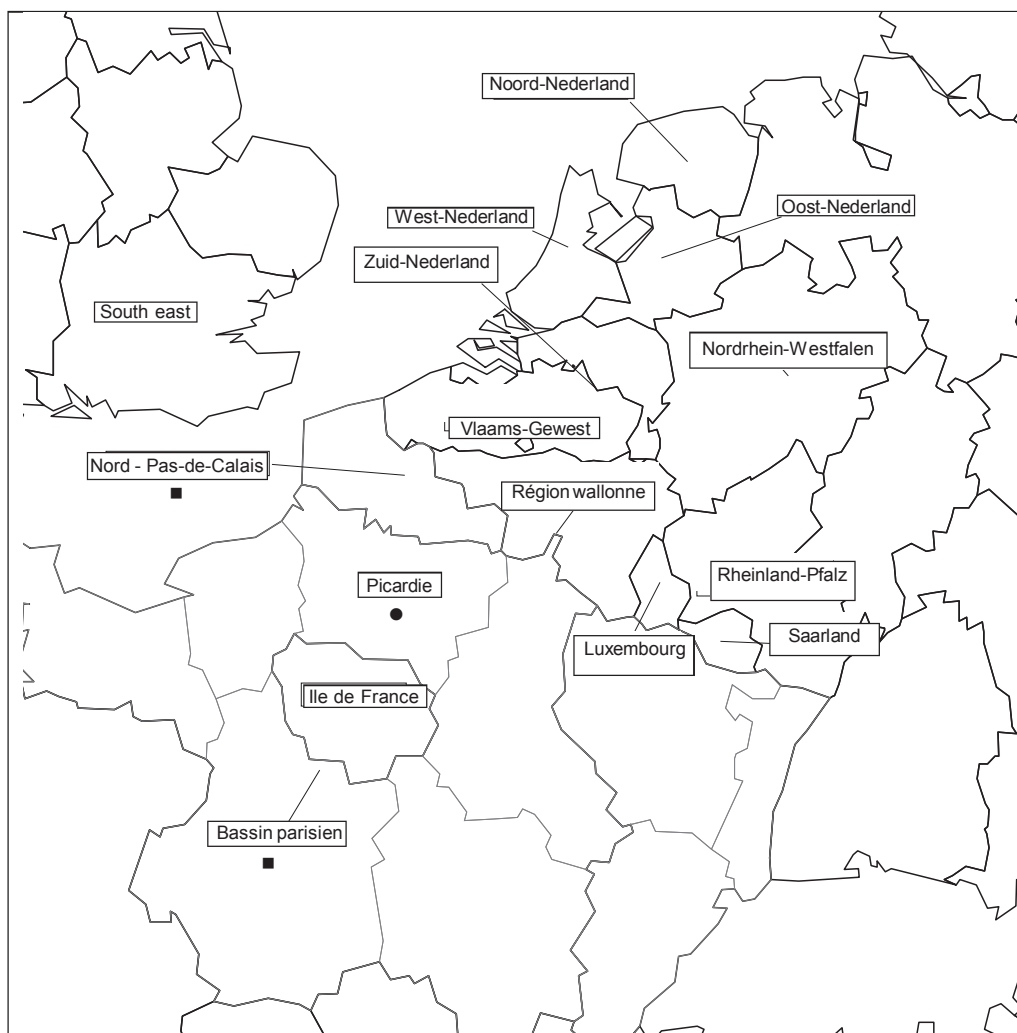 Noord-Nederland
West-Nederland
Oost-Nederland
Zuid-Nederland
South east
Nordrhein-Westfalen
Vlaams-Gewest
Nord - Pas-de-Calais
Région wallonne
Picardie
Rheinland-Pfalz
Luxembourg
Saarland
Ile de France
Bassin parisien